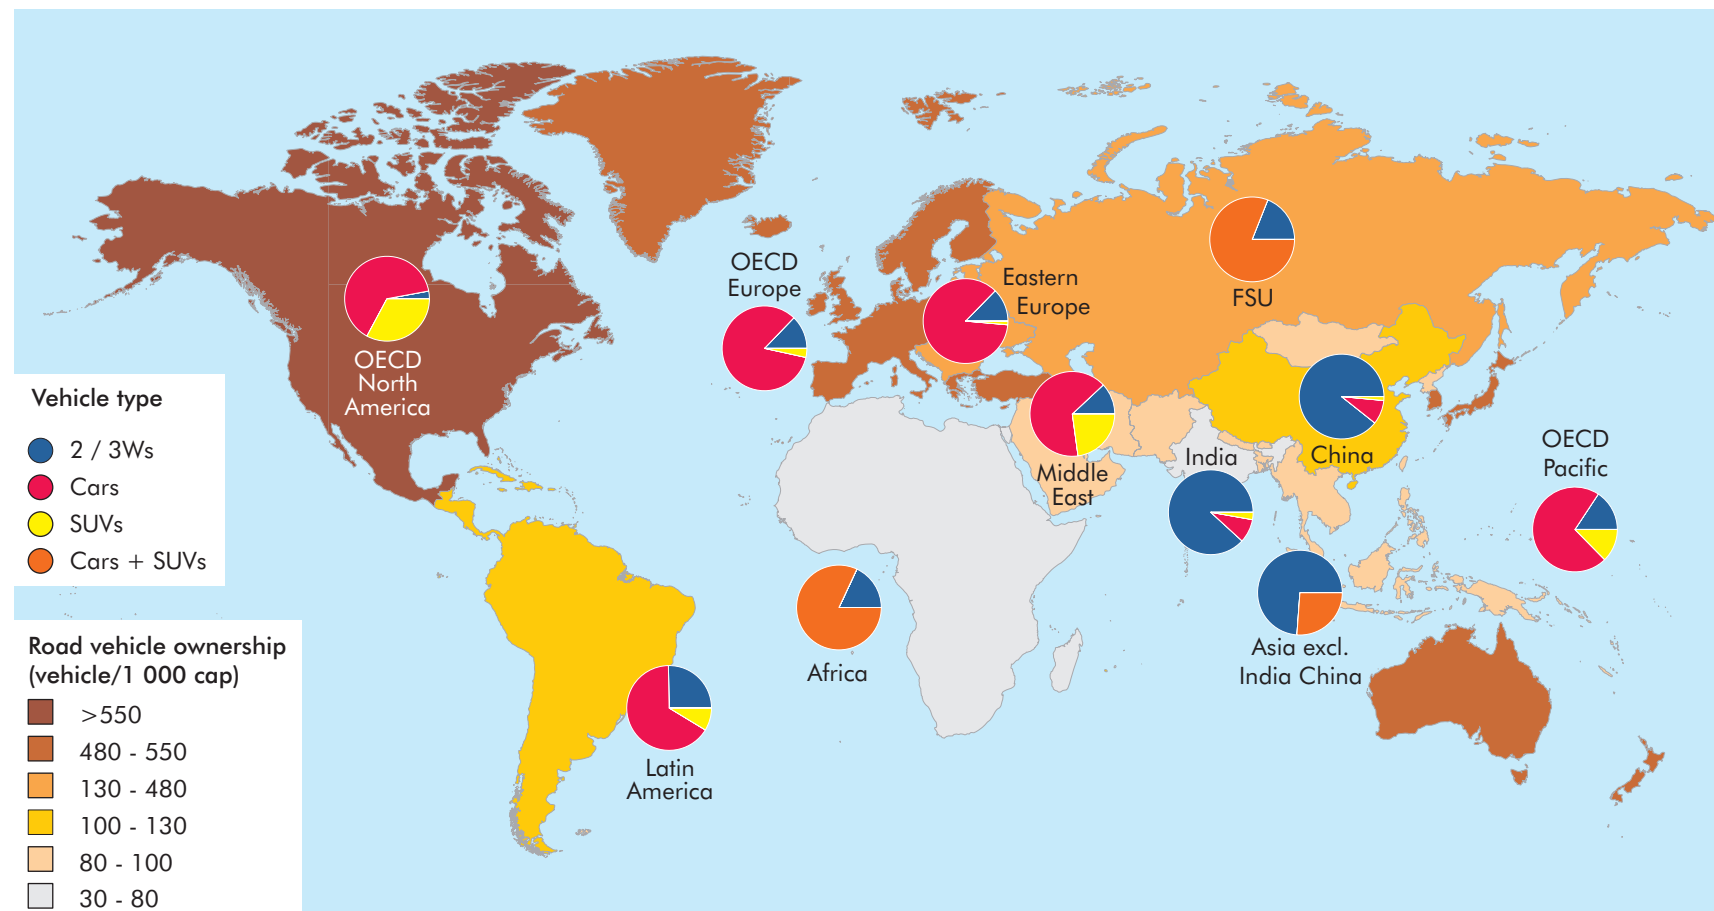 OECD
Europe
Eastern
Europe
FSU
OECD
North
America
Vehicle type
2 / 3Ws
Cars
SUVs
Cars + SUVs
Middle
East
India
China
OECD
Pacific
Africa
Asia excl.
India China
Latin
America
Road vehicle ownership
(vehicle/1 000 cap)
>550
480 - 550
130 - 480
100 - 130
80 - 100
30 - 80